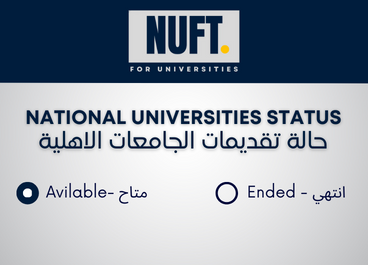 NUFT.
FOR UNIVERSITIES
NATIONAL UNIVERSITIES STATUS
حالة تقديمات الجامعات الاهلية
Avilable- متاح
Ended - انتهي